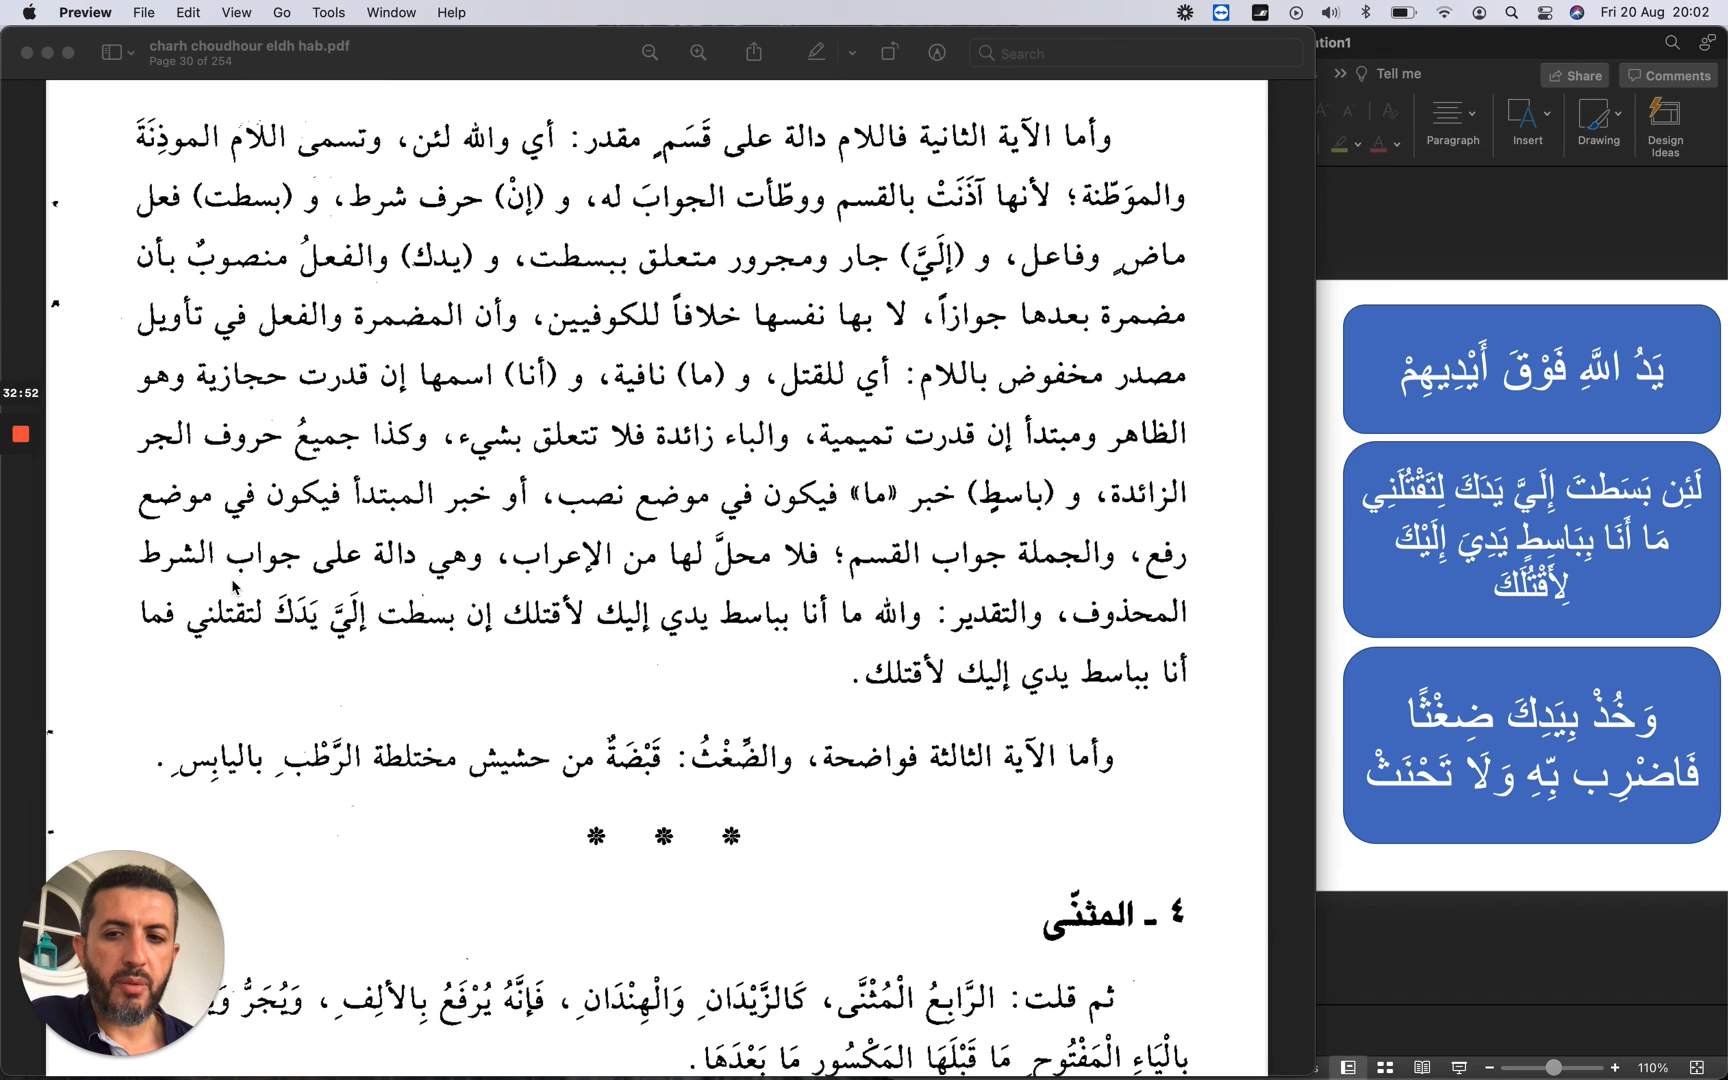 Preview File Edit View Go Tools Window Help
Fri 20 Aug 20:02
charh choudhour eldh hab.pdf
Page 30 of 254
Search
وأما الآية الثانية فاللام دالة على قَسَمٍ مقدر: أي والله لئن، وتسمى اللام الموذِنَةَ
والموَطّئة؛ لأنها آذَنَتْ بالقسم ووطّأت الجوابَ له، و (إنْ) حرف شرط، و (بسطت) فعل
ماضٍ وفاعل، و (إلَيَّ) جار ومجرور متعلق ببسطت، و (يدك) والفعلُ منصوبٌ بأن
مضمرة بعدها جوازاً، لا بها نفسها خلافاً للكوفيين، وأن المضمرة والفعل في تأويل
مصدر مخفوض باللام: أي للقتل، و (ما) نافية، و (أنا) اسمها إن قدرت حجازية وهو
الظاهر ومبتدأ إن قدرت تميمية، والباء زائدة فلا تتعلق بشيء، وكذا جميعُ حروف الجر
الزائدة، و (باسطٍ) خبر «ما» فيكون في موضع نصب، أو خبر المبتدأ فيكون في موضع
رفع، والجملة جواب القسم؛ فلا محلَّ لها من الإعراب، وهي دالة على جواب الشرط
المحذوف، والتقدير: والله ما أنا بباسط يدي إليك لأقتلك إن بسطت إلَيَّ يَدَكَ لتقتلني فما
أنا بباسط يدي إليك لأقتلك.
وأما الآية الثالثة فواضحة، والضِّغْثُ: قَبْضَةٌ من حشيش مختلطة الرَّطْبِ باليابِسِ.
* * *
٤ ـ المثنّى
ثم قلت: الرَّابِعُ الْمُثْنَّى، كَالزَّيْدَانِ وَالْهِنْدَانِ، فَإنَّهُ يُرْفَعُ بِالألِفِ، وَيُجَرُّ
بِالْيَاءِ الْمَفْتُوحِ مَا قَبْلَهَا المَكْسُورِ مَا بَعْدَهَا.
32:52
tion1
Tell me
Share
Comments
Paragraph
Insert
Drawing
Design
Ideas
يَدُ اللَّهِ فَوْقَ أَيْدِيهِمْ
لَئِن بَسَطتَ إِلَيَّ يَدَكَ لِتَقْتُلَنِي
مَا أَنَا بِبَاسِطٍ يَدِيَ إِلَيْكَ
لِأَقْتُلَكَ
وَخُذْ بِيَدِكَ ضِغْثًا
فَاضْرِب بِّهِ وَلَا تَحْنَثْ
110%